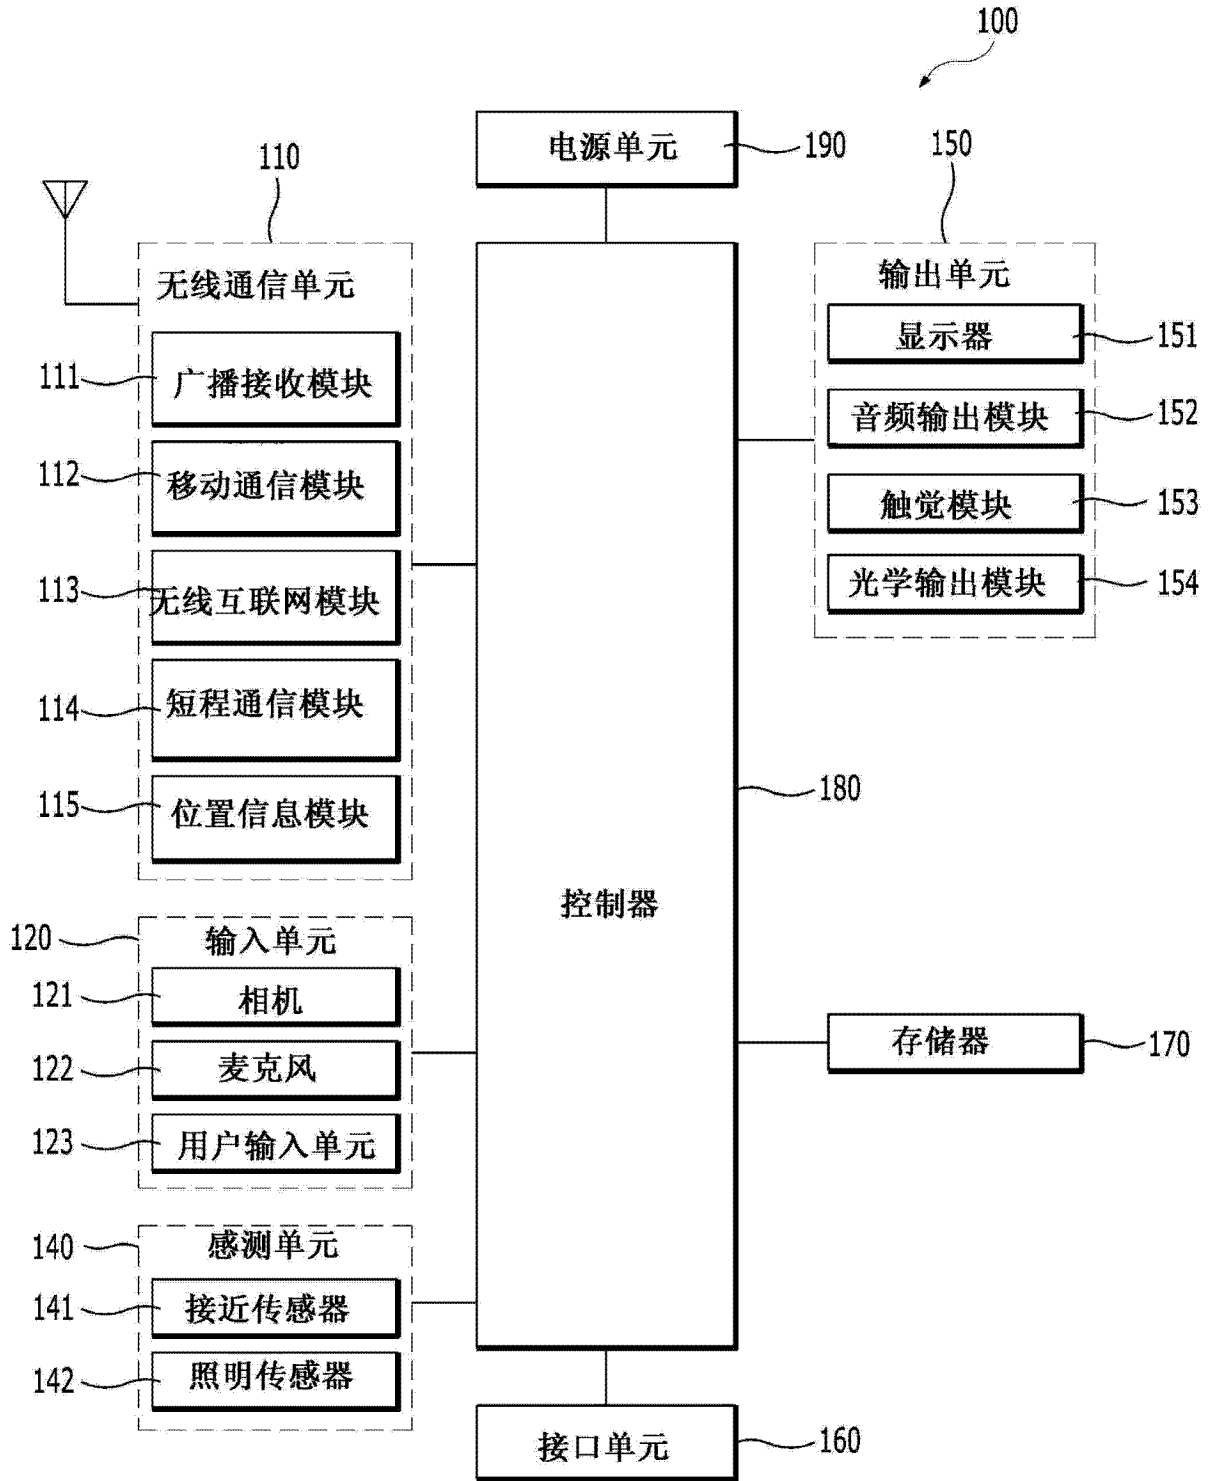 100
电源单元
190
110
无线通信单元
111
广播接收模块
112
移动通信模块
113
无线互联网模块
114
短程通信模块
115
位置信息模块
120
输入单元
121
相机
122
麦克风
123
用户输入单元
140
感测单元
141
接近传感器
142
照明传感器
控制器
180
150
输出单元
显示器
151
音频输出模块
152
触觉模块
153
光学输出模块
154
存储器
170
接口单元
160